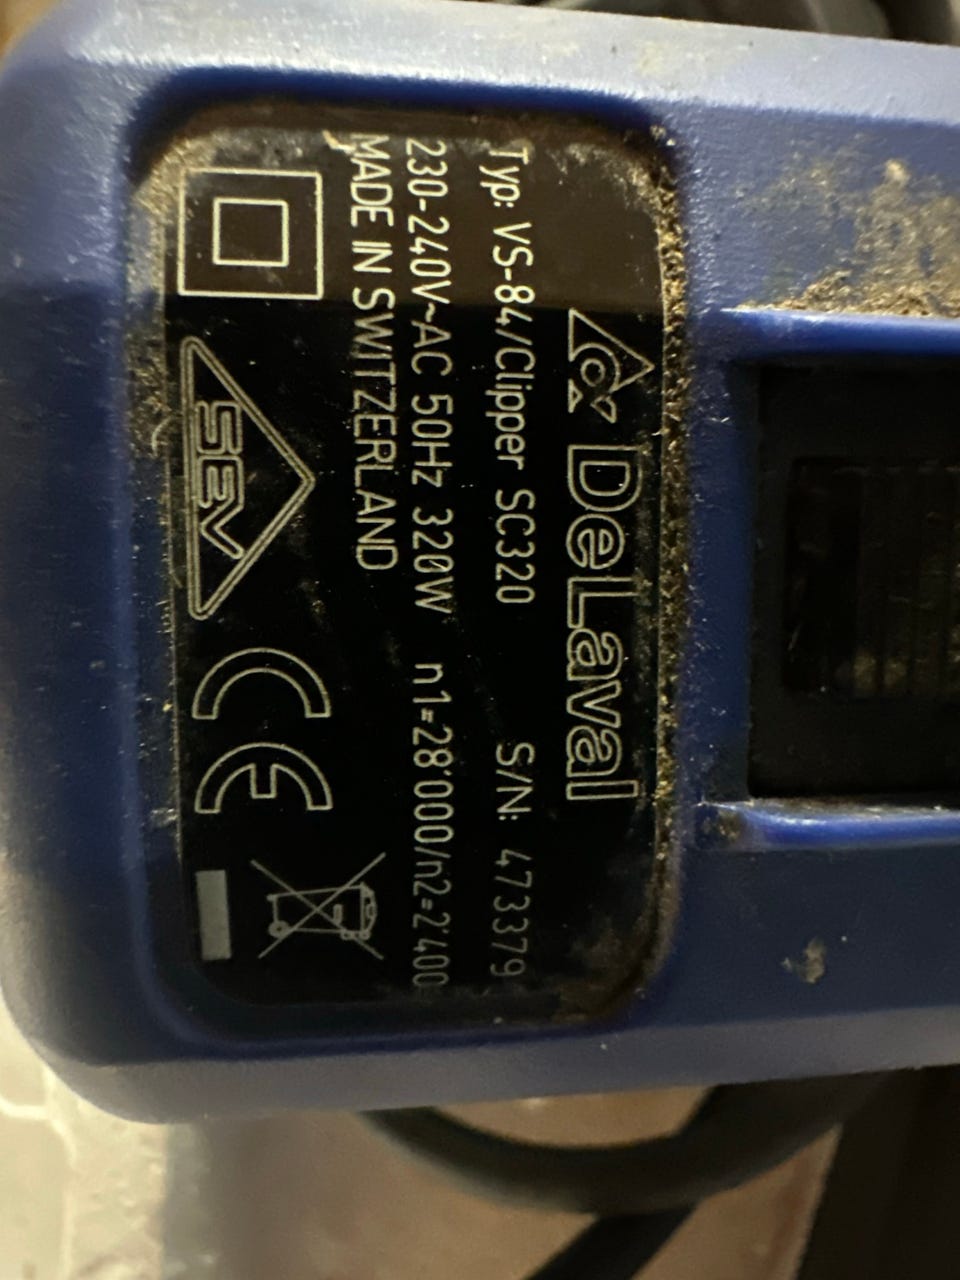 DeLaval
Typ: VS-84/Clipper SC320 S/N: 473379
230-240V~AC 50Hz 320W n1=28'000/n2=2'400
MADE IN SWITZERLAND
SEV CE